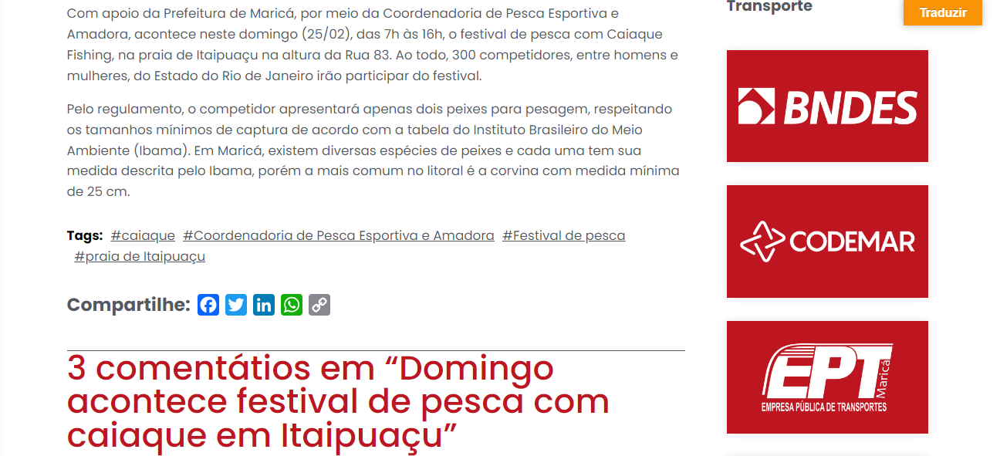 Com apoio da Prefeitura de Maricá, por meio da Coordenadoria de Pesca Esportiva e
Amadora, acontece neste domingo (25/02), das 7h às 16h, o festival de pesca com Caiaque
Fishing, na praia de Itaipuaçu na altura da Rua 83. Ao todo, 300 competidores, entre homens e
mulheres, do Estado do Rio de Janeiro irão participar do festival.
Pelo regulamento, o competidor apresentará apenas dois peixes para pesagem, respeitando
os tamanhos mínimos de captura de acordo com a tabela do Instituto Brasileiro do Meio
Ambiente (Ibama). Em Maricá, existem diversas espécies de peixes e cada uma tem sua
medida descrita pelo Ibama, porém a mais comum no litoral é a corvina com medida mínima
de 25 cm.
Tags: #caiaque #Coordenadoria de Pesca Esportiva e Amadora #Festival de pesca
#praia de Itaipuaçu
Compartilhe:
3 comentátios em “Domingo
acontece festival de pesca com
caiaque em Itaipuaçu”
Transporte
Traduzir
BNDES
CODEMAR
EPT
Maricá
EMPRESA PÚBLICA DE TRANSPORTES